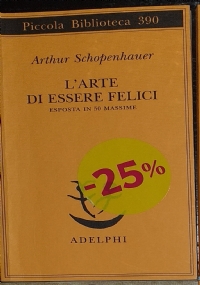 Piccola Biblioteca 390
Arthur Schopenhauer
L'ARTE
DI ESSERE FELICI
ESPOSTA IN 50 MASSIME
-25%
ADELPHI